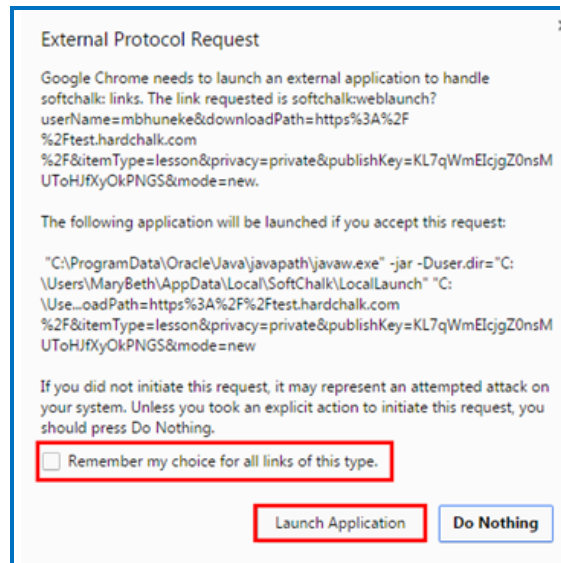 External Protocol Request
Google Chrome needs to launch an external application to handle
softchalk: links. The link requested is softchalk:weblaunch?
userName=mbhuneke&downloadPath=https%3A%2F
%2Ftest.hardchalk.com
%2F&itemType=lesson&privacy=private&publishKey=KL7qWmEIcjgZ0nsM
UToHJfXyOkPNGS&mode=new.
The following application will be launched if you accept this request:
"C:\ProgramData\Oracle\Java\javapath\javaw.exe" -jar -Duser.dir="C:
\Users\MaryBeth\AppData\Local\SoftChalk\LocalLaunch" "C:
\Use...oadPath=https%3A%2F%2Ftest.hardchalk.com
%2F&itemType=lesson&privacy=private&publishKey=KL7qWmEIcjgZ0nsM
UToHJfXyOkPNGS&mode=new
If you did not initiate this request, it may represent an attempted attack on
your system. Unless you took an explicit action to initiate this request, you
should press Do Nothing.
Remember my choice for all links of this type.
Launch Application
Do Nothing